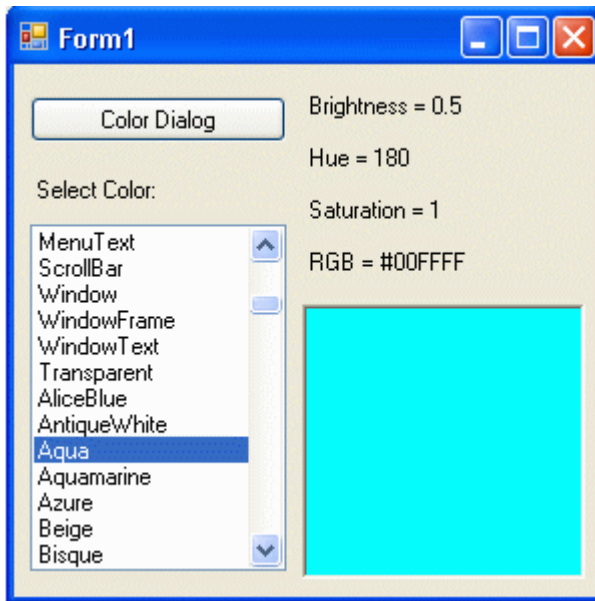 Form1
Color Dialog
Select Color:
MenuText
ScrollBar
Window
WindowFrame
WindowText
Transparent
AliceBlue
AntiqueWhite
Aqua
Aquamarine
Azure
Beige
Bisque
Brightness = 0.5
Hue = 180
Saturation = 1
RGB = #00FFFF